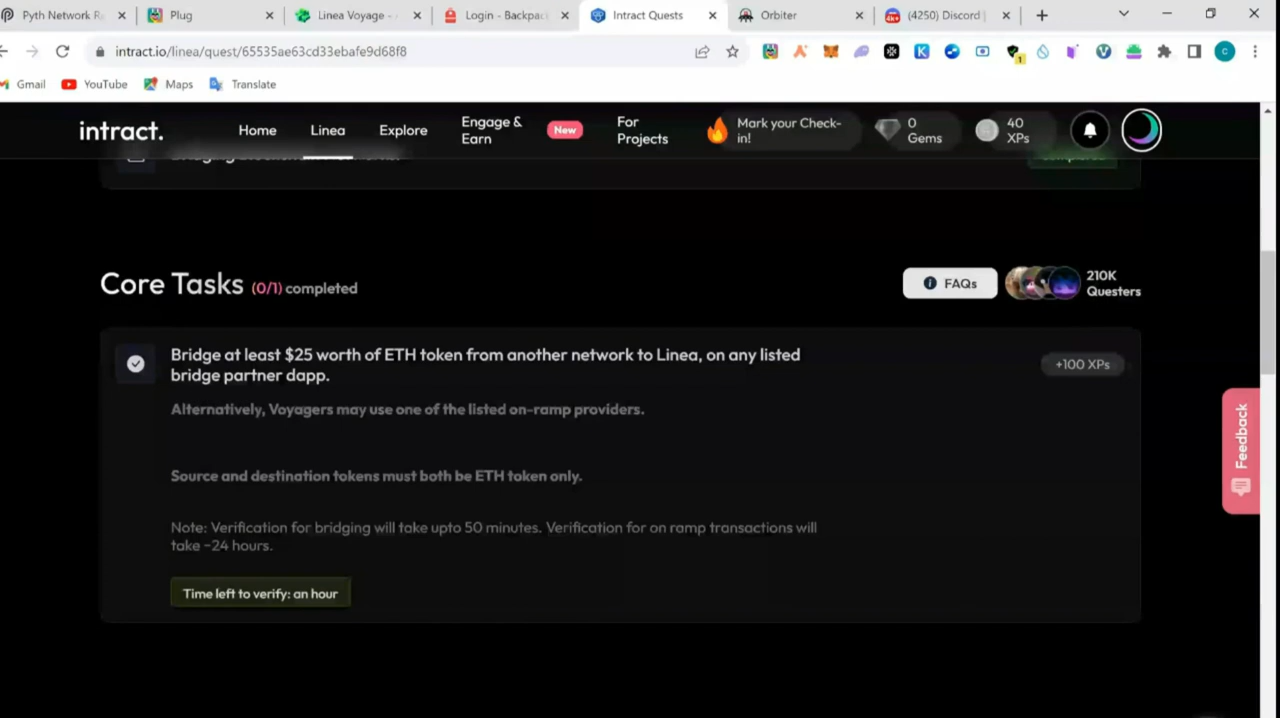 Pyth Network R
Plug
Linea Voyage -
Login - Backpac
Intract Quests
Orbiter
(4250) Discord
intract.io/linea/quest/65535ae63cd33ebafe9d68f8
1
C
Gmail
YouTube
Maps
Translate
intract.
Home
Linea
Explore
Engage &
Earn
New
For
Projects
Mark your Check-
in!
0
Gems
40
XPs
Core Tasks (0/1) completed
FAQs
210K
Questers
Bridge at least $25 worth of ETH token from another network to Linea, on any listed
bridge partner dapp.
+100 XPs
Alternatively, Voyagers may use one of the listed on-ramp providers.
Source and destination tokens must both be ETH token only.
Note: Verification for bridging will take upto 50 minutes. Verification for on ramp transactions will
take ~24 hours.
Time left to verify: an hour
Feedback